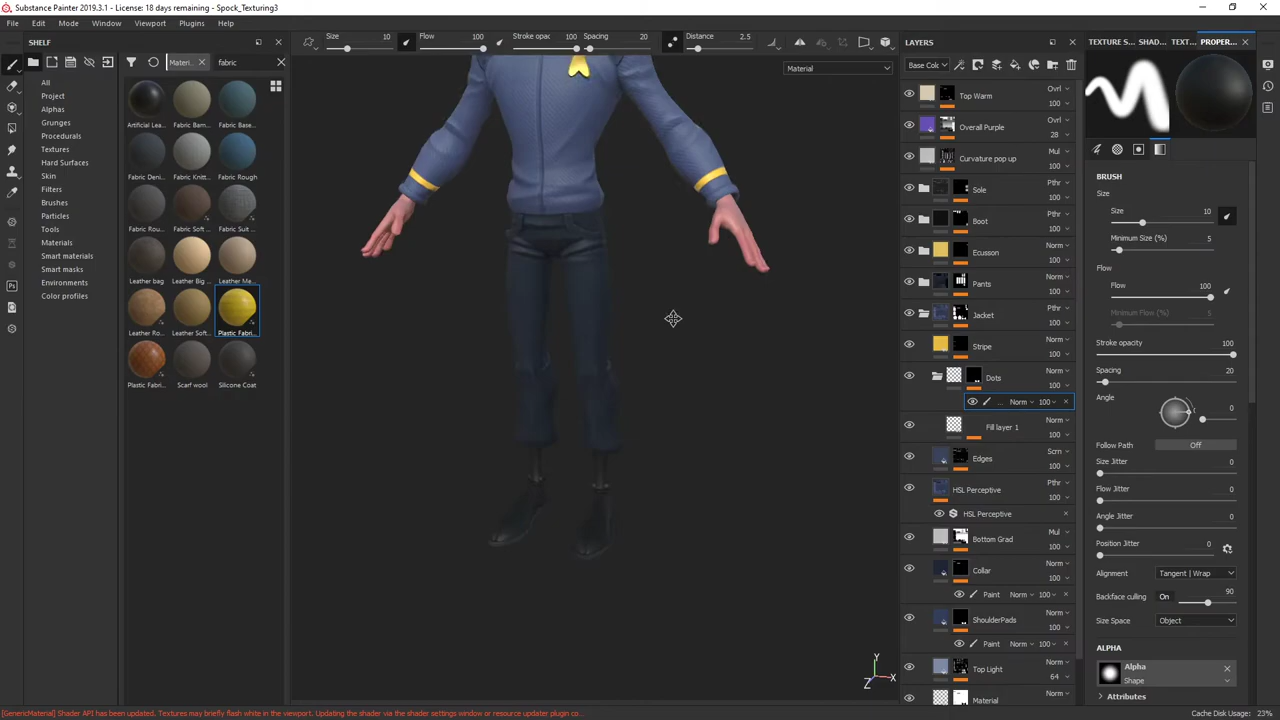 Substance Painter 2019.3.1 - License: 18 days remaining - Spock_Texturing3
File Edit Mode Window Viewport Plugins Help
SHELF
Materi... fabric
All
Project
Alphas
Grunges
Procedurals
Textures
Hard Surfaces
Skin
Filters
Brushes
Particles
Tools
Materials
Smart materials
Smart masks
Environments
Color profiles
Artificial Lea... Fabric Bam... Fabric Base...
Fabric Deni... Fabric Knitt... Fabric Rough
Fabric Rou... Fabric Soft ... Fabric Suit ...
Leather bag Leather Big ... Leather Me...
Leather Ro... Leather Soft... Plastic Fabri...
Plastic Fabri... Scarf wool Silicone Coat
Size 10 Flow 100 Stroke opac 100 Spacing 20 Distance 2.5
Material
X
Y
Z
LAYERS
Base Col
Top Warm Ovrl 100
Overall Purple Ovrl 28
Curvature pop up Mul 100
Sole Pthr 100
Boot Pthr 100
Ecusson Norm 100
Pants Norm 100
Jacket Pthr 100
Stripe Norm 100
Dots Norm 100
... Norm 100
Fill layer 1 Norm 100
Edges Scrn 100
HSL Perceptive Pthr 100
HSL Perceptive
Bottom Grad Mul 100
Collar Norm 100
Paint Norm 100
ShoulderPads Norm 100
Paint Norm 100
Top Light Norm 64
Material Norm 100
TEXTURE S... SHAD... TEXT... PROPER...
BRUSH
Size
Size 10
Minimum Size (%) 5
Flow
Flow 100
Minimum Flow (%) 5
Stroke opacity 100
Spacing 20
Angle 0
Follow Path Off
Size Jitter 0
Flow Jitter 0
Angle Jitter 0
Position Jitter 0
Alignment Tangent | Wrap
Backface culling On 90
Size Space Object
ALPHA
Alpha
Shape
Attributes
[GenericMaterial] Shader API has been updated. Textures may briefly flash white in the viewport. Updating the shader via the shader settings window or resource updater plugin co...
Cache Disk Usage: 23%